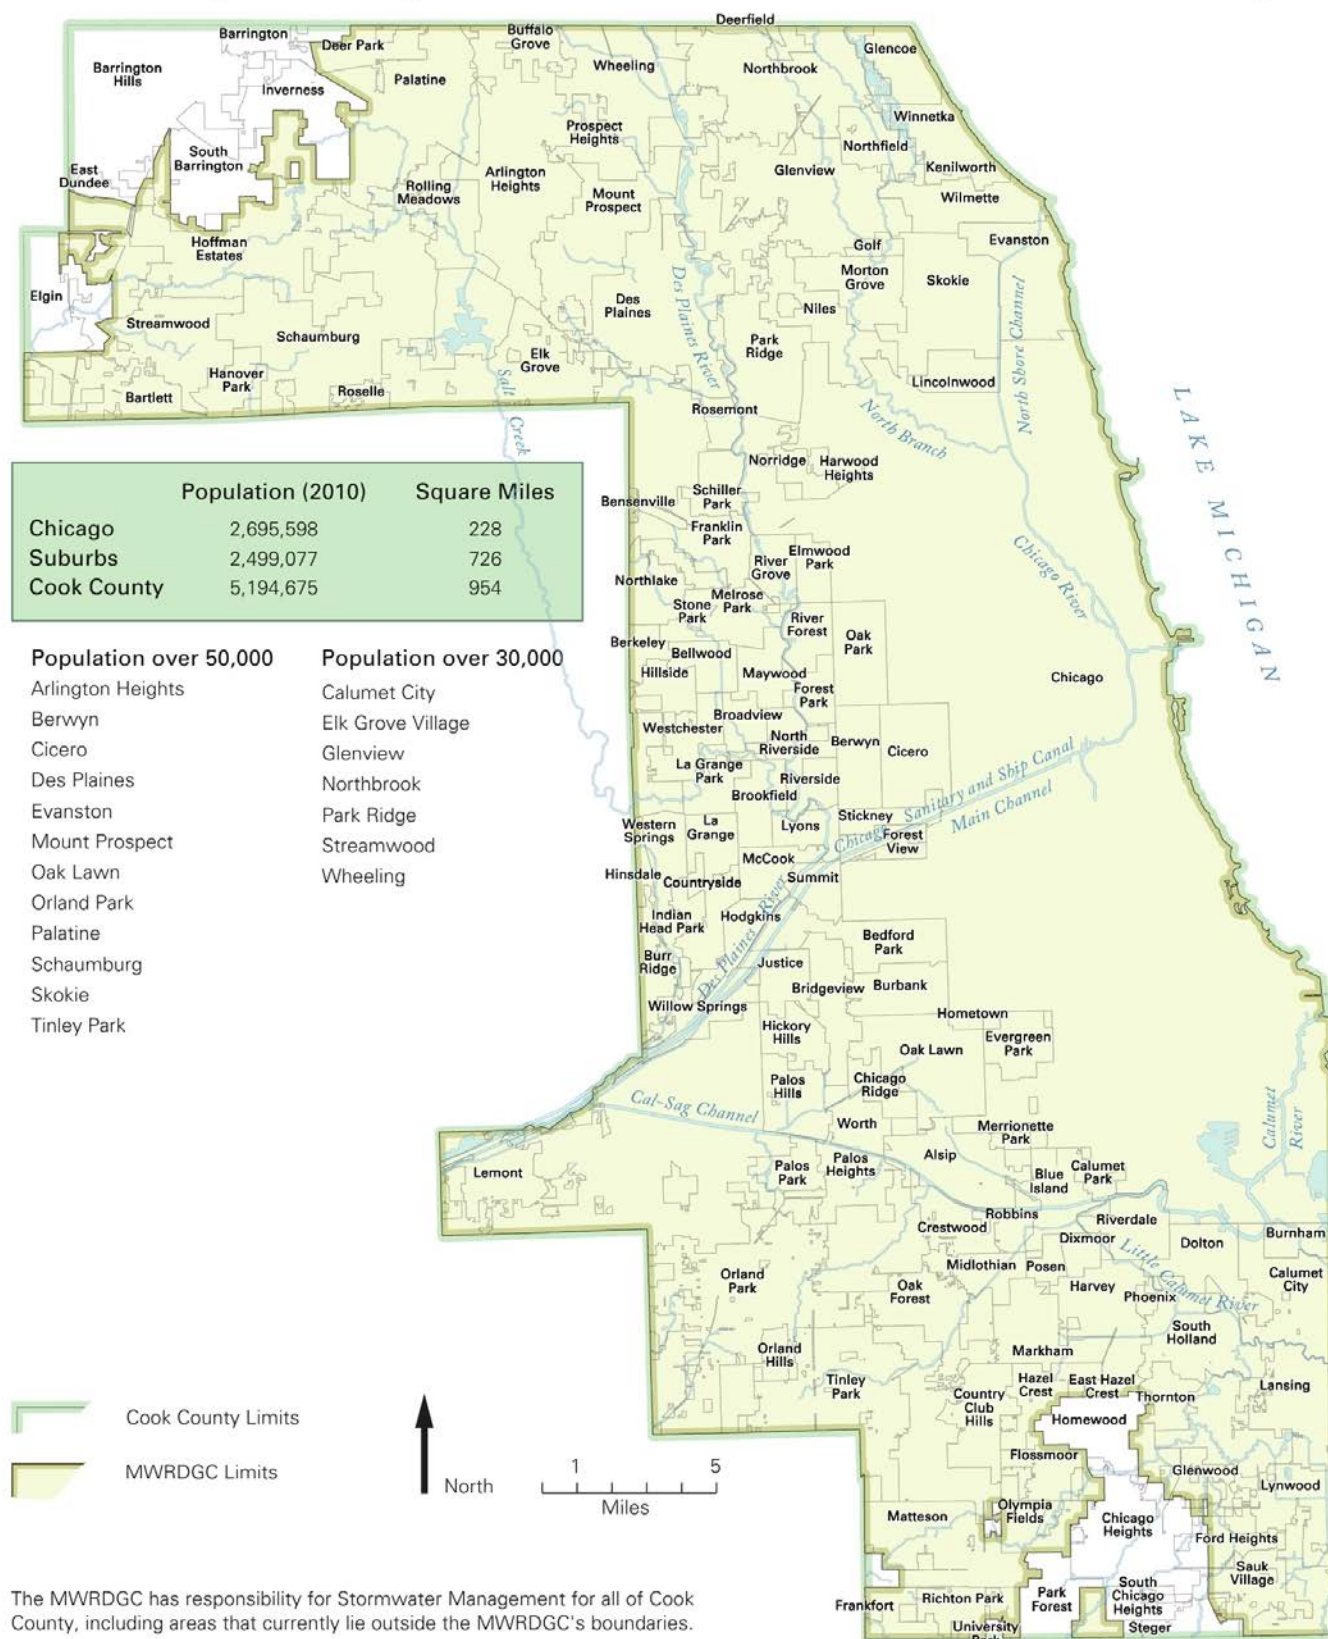 Deerfield
Barrington
Buffalo
Grove
Deer Park
Glencoe
Barrington
Hills
Wheeling
Northbrook
Palatine
Inverness
Winnetka
Prospect
Heights
Northfield
South
Barrington
East
Dundee
Arlington
Heights
Glenview
Kenilworth
Rolling
Meadows
Mount
Prospect
Wilmette
Hoffman
Estates
Golf
Evanston
Des Plaines River
Morton
Grove
Skokie
North Shore Channel
Elgin
Des
Plaines
Niles
Streamwood
Schaumburg
Park
Ridge
Elk
Grove
Hanover
Park
Lincolnwood
Bartlett
Roselle
Salt Creek
Rosemont
North Branch
LAKE MICHIGAN
Norridge
Harwood
Heights
Population (2010) Square Miles
Chicago 2,695,598 228
Suburbs 2,499,077 726
Cook County 5,194,675 954
Bensenville
Schiller
Park
Franklin
Park
Elmwood
Park
River
Grove
Chicago River
Northlake
Melrose
Park
Stone
Park
River
Forest
Oak
Park
Berkeley
Bellwood
Hillside
Maywood
Chicago
Forest
Park
Broadview
Westchester
North
Riverside
Berwyn
Cicero
La Grange
Park
Riverside
Brookfield
Chicago Sanitary and Ship Canal
Main Channel
Stickney
Western
Springs
La
Grange
Lyons
Forest
View
McCook
Hinsdale
Countryside
Summit
Indian
Head Park
Hodgkins
Des Plaines River
Bedford
Park
Burr
Ridge
Justice
Bridgeview
Burbank
Willow Springs
Hometown
Hickory
Hills
Evergreen
Park
Oak Lawn
Palos
Hills
Chicago
Ridge
Cal-Sag Channel
Calumet
River
Worth
Merrionette
Park
Lemont
Palos
Park
Palos
Heights
Alsip
Blue
Island
Calumet
Park
Robbins
Crestwood
Riverdale
Dixmoor
Dolton
Burnham
Little Calumet River
Midlothian
Posen
Orland
Park
Oak
Forest
Harvey
Phoenix
Calumet
City
South
Holland
Orland
Hills
Markham
Tinley
Park
Hazel
Crest
East Hazel
Crest
Country
Club
Hills
Thornton
Lansing
Homewood
Flossmoor
Glenwood
Lynwood
Matteson
Olympia
Fields
Chicago
Heights
Ford Heights
Sauk
Village
Frankfort
Richton Park
Park
Forest
South
Chicago
Heights
University
Park
Steger
Population over 50,000
Arlington Heights
Berwyn
Cicero
Des Plaines
Evanston
Mount Prospect
Oak Lawn
Orland Park
Palatine
Schaumburg
Skokie
Tinley Park
Population over 30,000
Calumet City
Elk Grove Village
Glenview
Northbrook
Park Ridge
Streamwood
Wheeling
Cook County Limits
MWRDGC Limits
North
1 5
Miles
The MWRDGC has responsibility for Stormwater Management for all of Cook
County, including areas that currently lie outside the MWRDGC's boundaries.